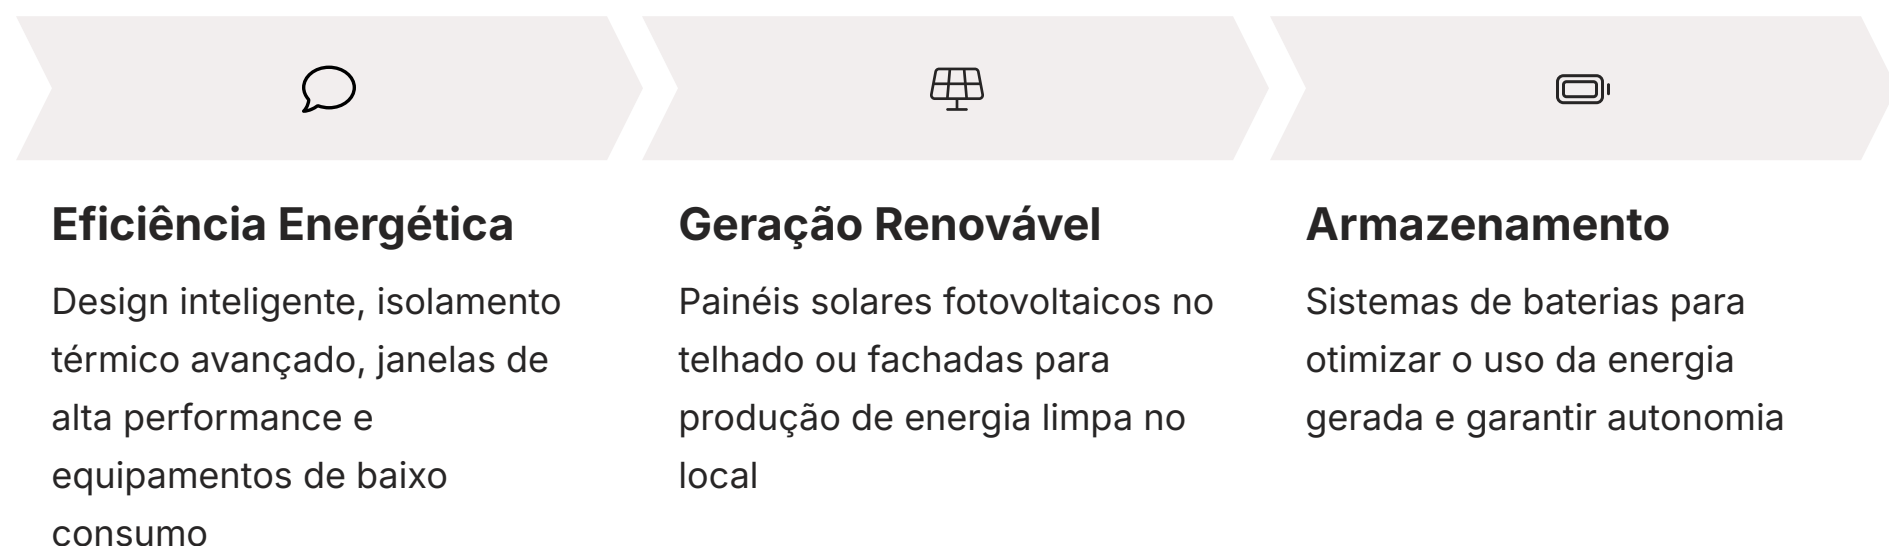 Eficiência Energética
Design inteligente, isolamento
térmico avançado, janelas de
alta performance e
equipamentos de baixo
consumo
Geração Renovável
Painéis solares fotovoltaicos no
telhado ou fachadas para
produção de energia limpa no
local
Armazenamento
Sistemas de baterias para
otimizar o uso da energia
gerada e garantir autonomia